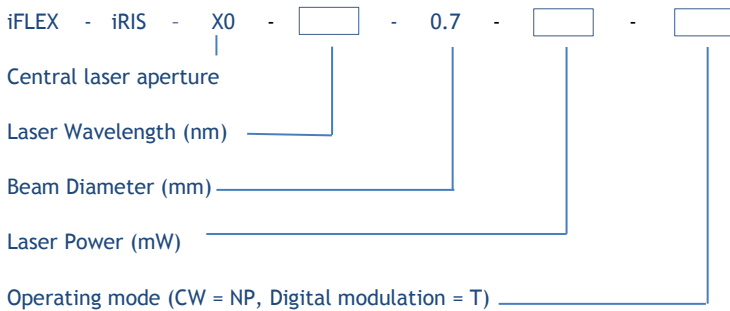 iFLEX - iRIS - X0 - - 0.7 - -
Central laser aperture
Laser Wavelength (nm)
Beam Diameter (mm)
Laser Power (mW)
Operating mode (CW = NP, Digital modulation = T)